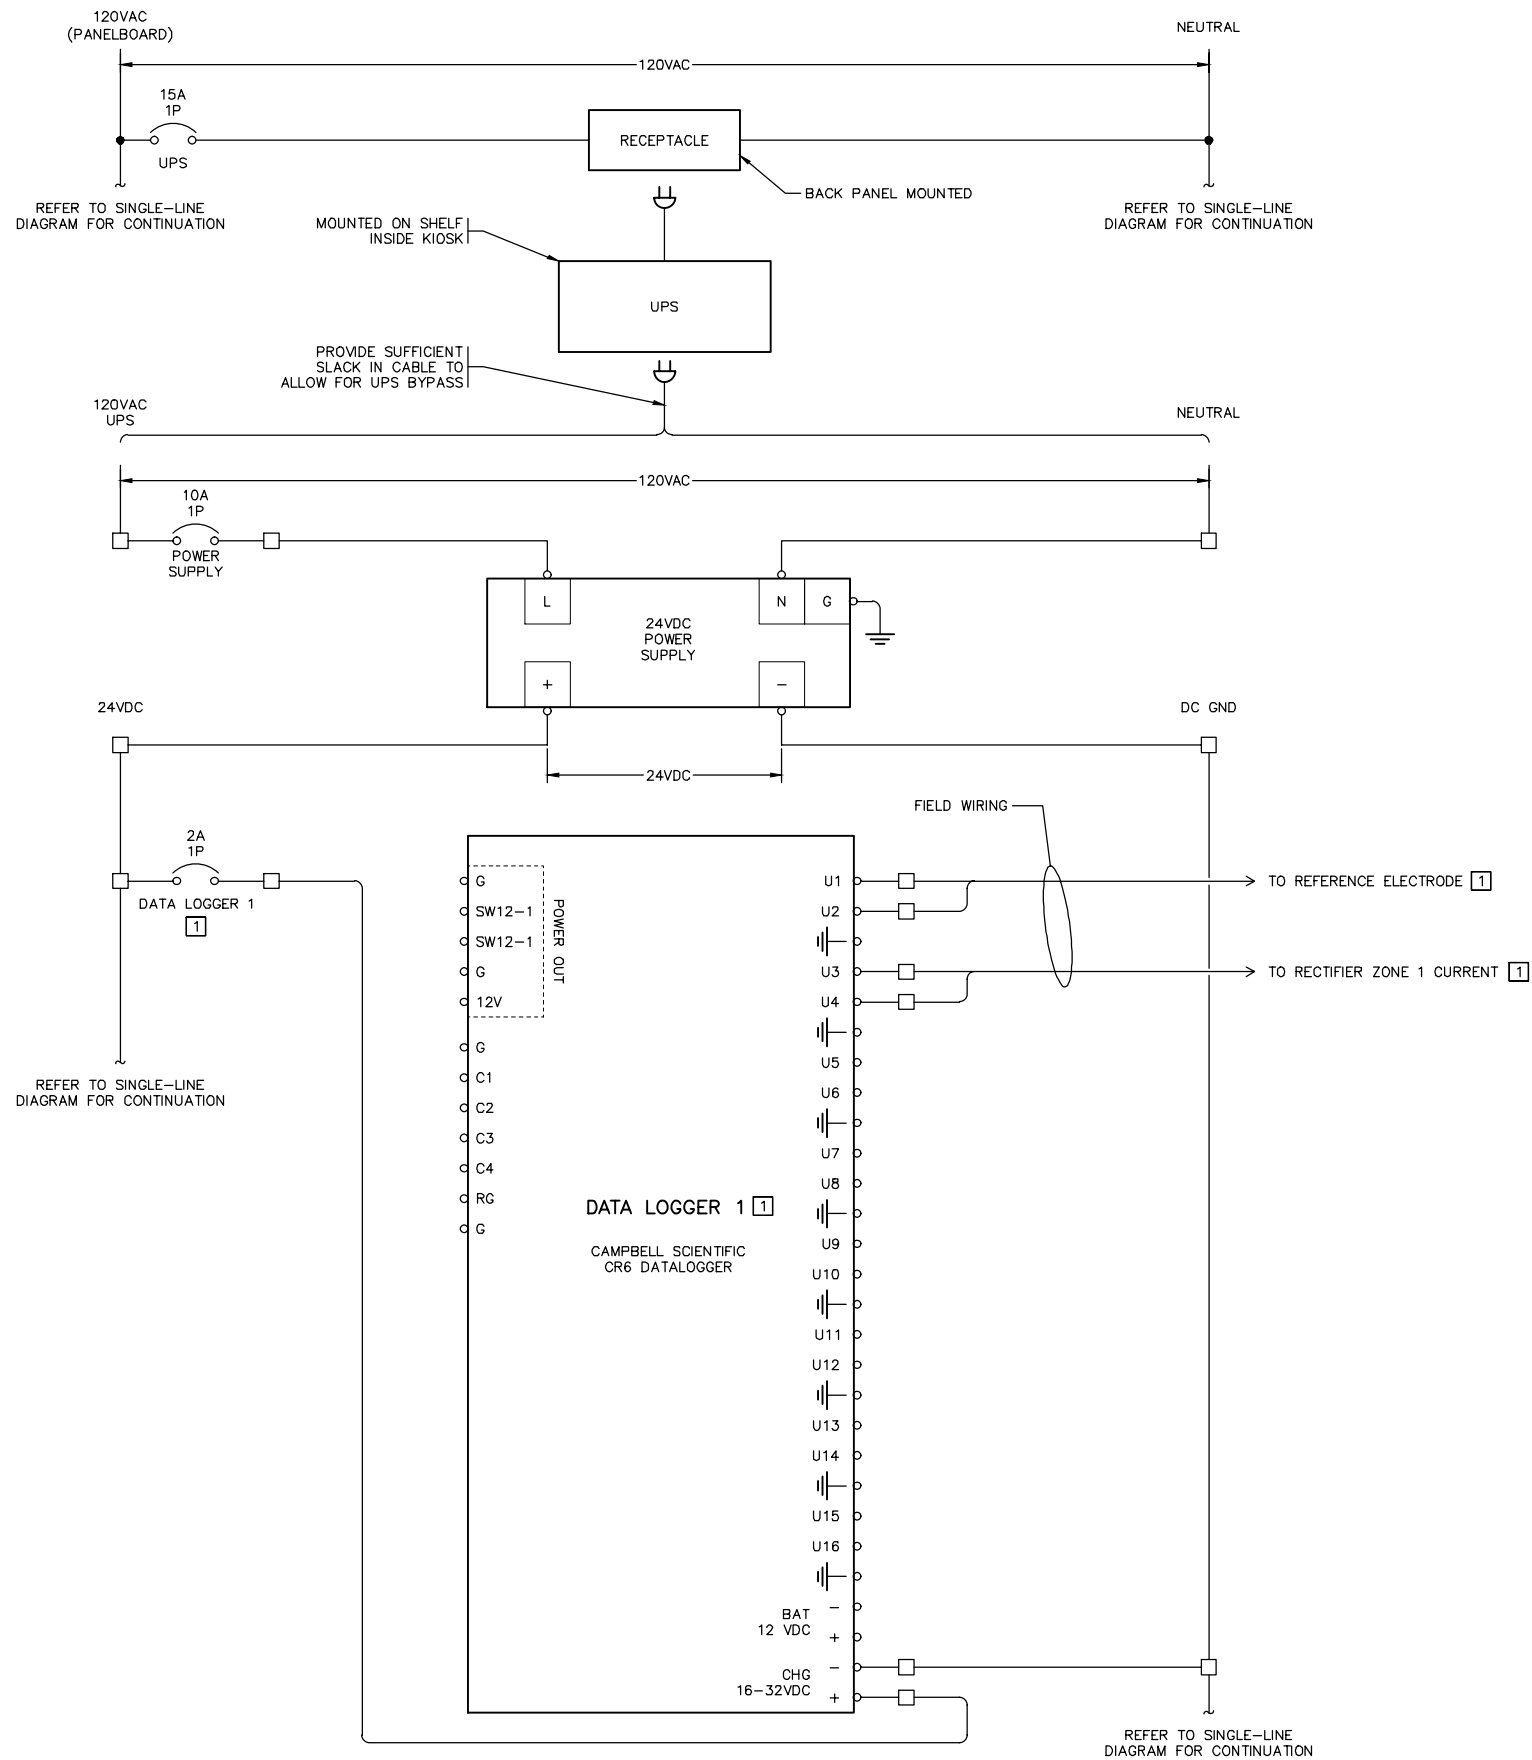 120VAC
(PANELBOARD)
NEUTRAL
120VAC
15A
1P
UPS
RECEPTACLE
BACK PANEL MOUNTED
REFER TO SINGLE-LINE
DIAGRAM FOR CONTINUATION
REFER TO SINGLE-LINE
DIAGRAM FOR CONTINUATION
MOUNTED ON SHELF
INSIDE KIOSK
UPS
PROVIDE SUFFICIENT
SLACK IN CABLE TO
ALLOW FOR UPS BYPASS
120VAC
UPS
NEUTRAL
120VAC
10A
1P
POWER
SUPPLY
L
N
G
24VDC
POWER
SUPPLY
+
-
24VDC
DC GND
24VDC
FIELD WIRING
2A
1P
DATA LOGGER 1
1
G
SW12-1
SW12-1
G
12V
POWER OUT
G
C1
C2
C3
C4
RG
G
DATA LOGGER 1 1
CAMPBELL SCIENTIFIC
CR6 DATALOGGER
U1
U2
U3
U4
U5
U6
U7
U8
U9
U10
U11
U12
U13
U14
U15
U16
BAT
12 VDC
-
+
CHG
16-32VDC
-
+
TO REFERENCE ELECTRODE 1
TO RECTIFIER ZONE 1 CURRENT 1
REFER TO SINGLE-LINE
DIAGRAM FOR CONTINUATION
REFER TO SINGLE-LINE
DIAGRAM FOR CONTINUATION